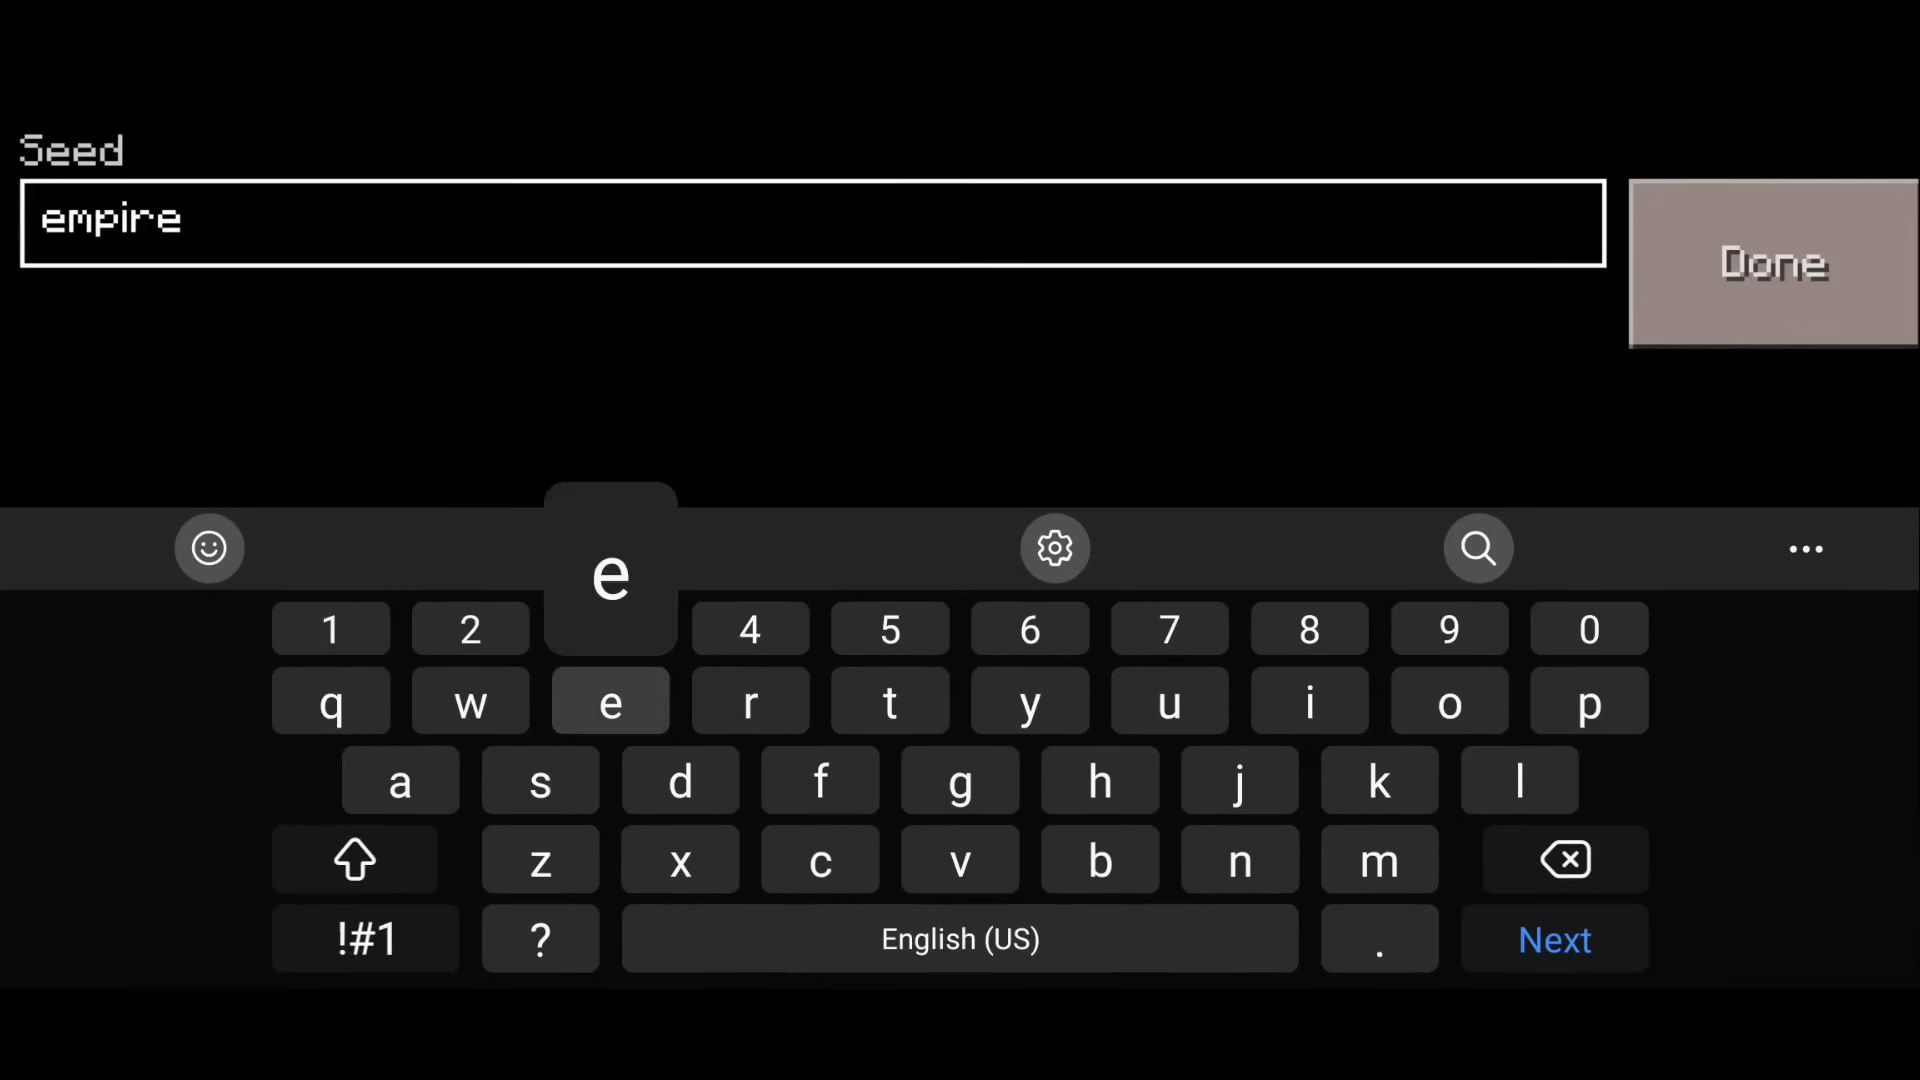 Seed
empire
Done
e
1 2 4 5 6 7 8 9 0
q w e r t y u i o p
a s d f g h j k l
z x c v b n m
!#1 ? English (US) . Next